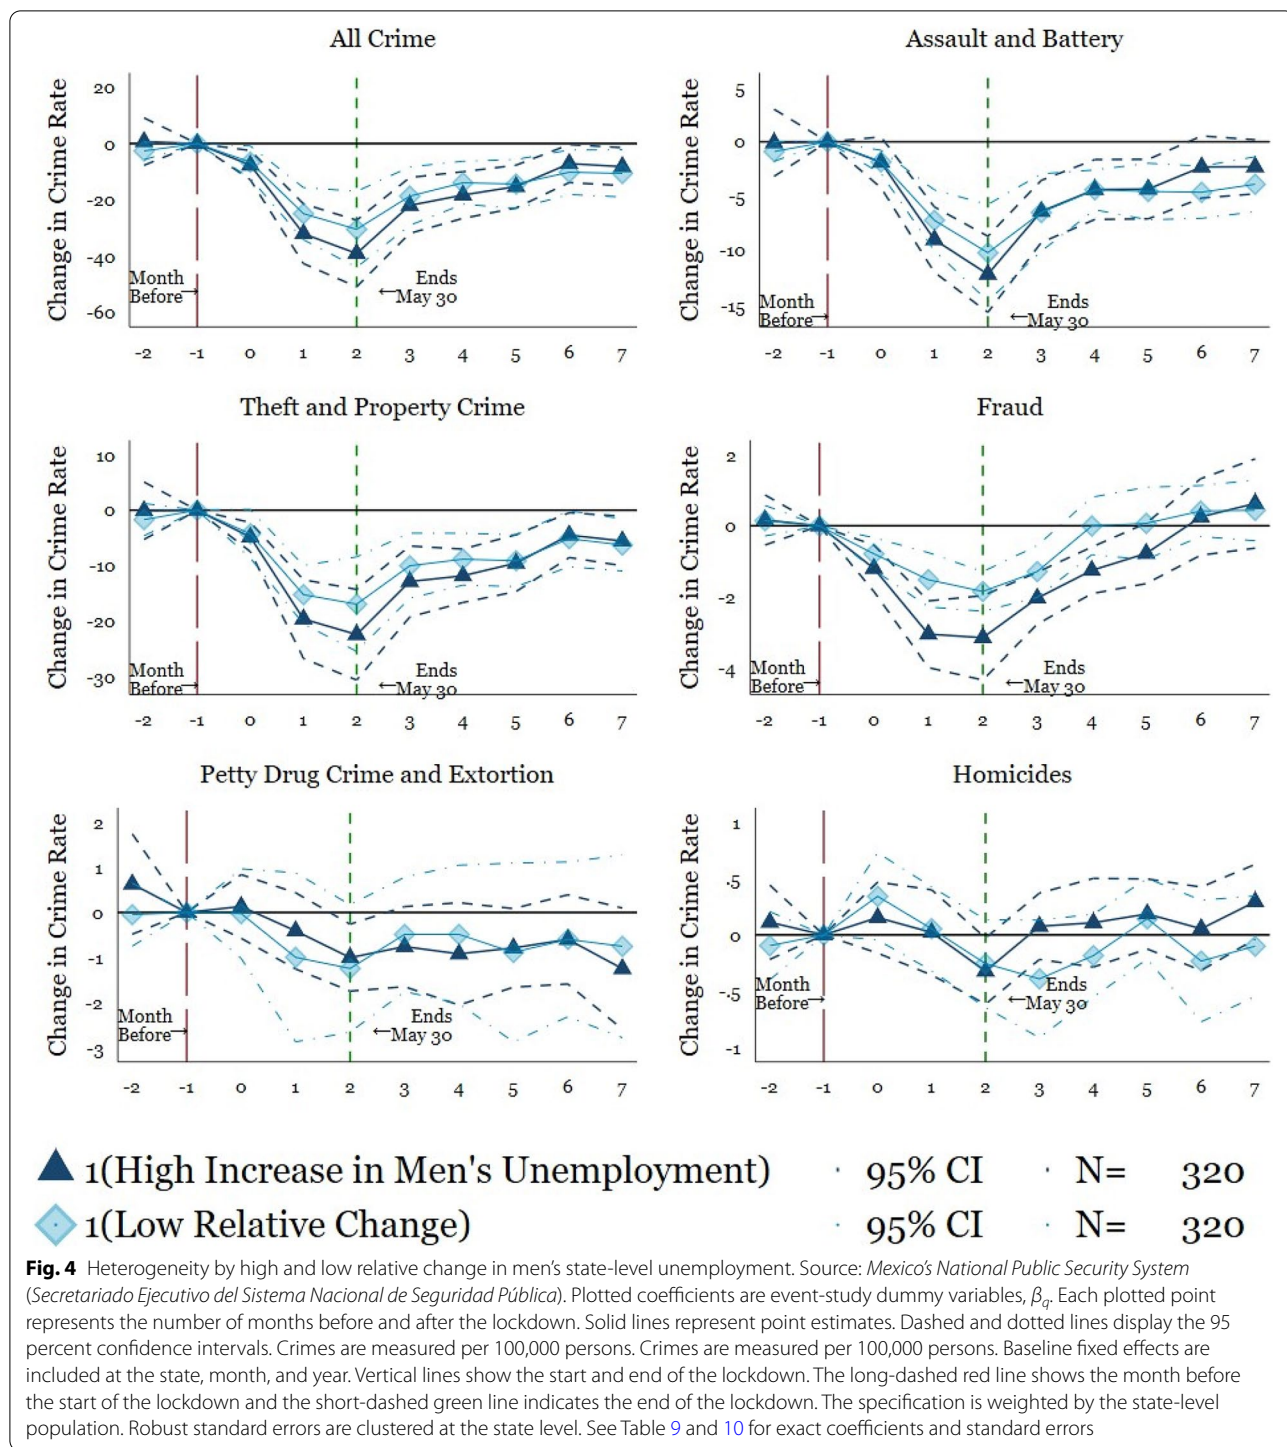 All Crime
Change in Crime Rate
20
0
-20
-40
-60
Month
Before→
Ends
←May 30
-2 -1 0 1 2 3 4 5 6 7
Assault and Battery
Change in Crime Rate
5
0
-5
-10
-15
Month
Before→
Ends
←May 30
-2 -1 0 1 2 3 4 5 6 7
Theft and Property Crime
Change in Crime Rate
10
0
-10
-20
-30
Month
Before→
Ends
←May 30
-2 -1 0 1 2 3 4 5 6 7
Fraud
Change in Crime Rate
2
0
-2
-4
Month
Before→
Ends
←May 30
-2 -1 0 1 2 3 4 5 6 7
Petty Drug Crime and Extortion
Change in Crime Rate
2
1
0
-1
-2
-3
Month
Before→
Ends
←May 30
-2 -1 0 1 2 3 4 5 6 7
Homicides
Change in Crime Rate
1
.5
0
-.5
-1
Month
Before→
Ends
←May 30
-2 -1 0 1 2 3 4 5 6 7
1(High Increase in Men's Unemployment) 95% CI N= 320
1(Low Relative Change) 95% CI N= 320
Fig. 4 Heterogeneity by high and low relative change in men's state-level unemployment. Source: Mexico's National Public Security System
(Secretariado Ejecutivo del Sistema Nacional de Seguridad Pública). Plotted coefficients are event-study dummy variables, βq. Each plotted point
represents the number of months before and after the lockdown. Solid lines represent point estimates. Dashed and dotted lines display the 95
percent confidence intervals. Crimes are measured per 100,000 persons. Crimes are measured per 100,000 persons. Baseline fixed effects are
included at the state, month, and year. Vertical lines show the start and end of the lockdown. The long-dashed red line shows the month before
the start of the lockdown and the short-dashed green line indicates the end of the lockdown. The specification is weighted by the state-level
population. Robust standard errors are clustered at the state level. See Table 9 and 10 for exact coefficients and standard errors